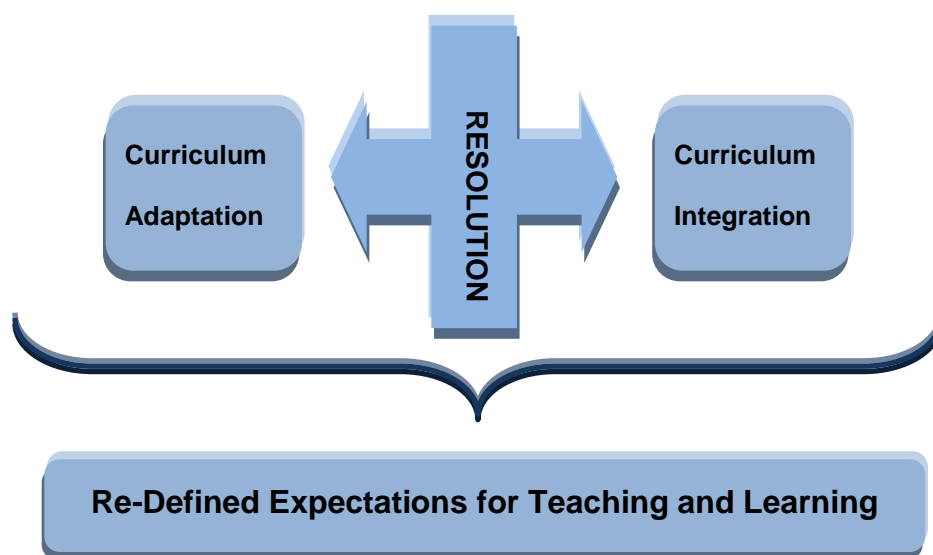 Curriculum
Adaptation
RESOLUTION
Curriculum
Integration
Re-Defined Expectations for Teaching and Learning